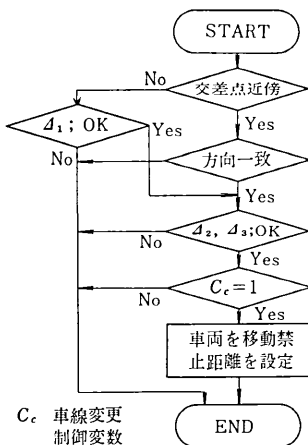 START
No
交差点近傍
Δ₁; OK
Yes
Yes
No
方向一致
Yes
Δ₂, Δ₃;OK
No
Yes
C꜀=1
No
Yes
車両を移動禁
止距離を設定
C꜀ 車線変更
制御変数
END